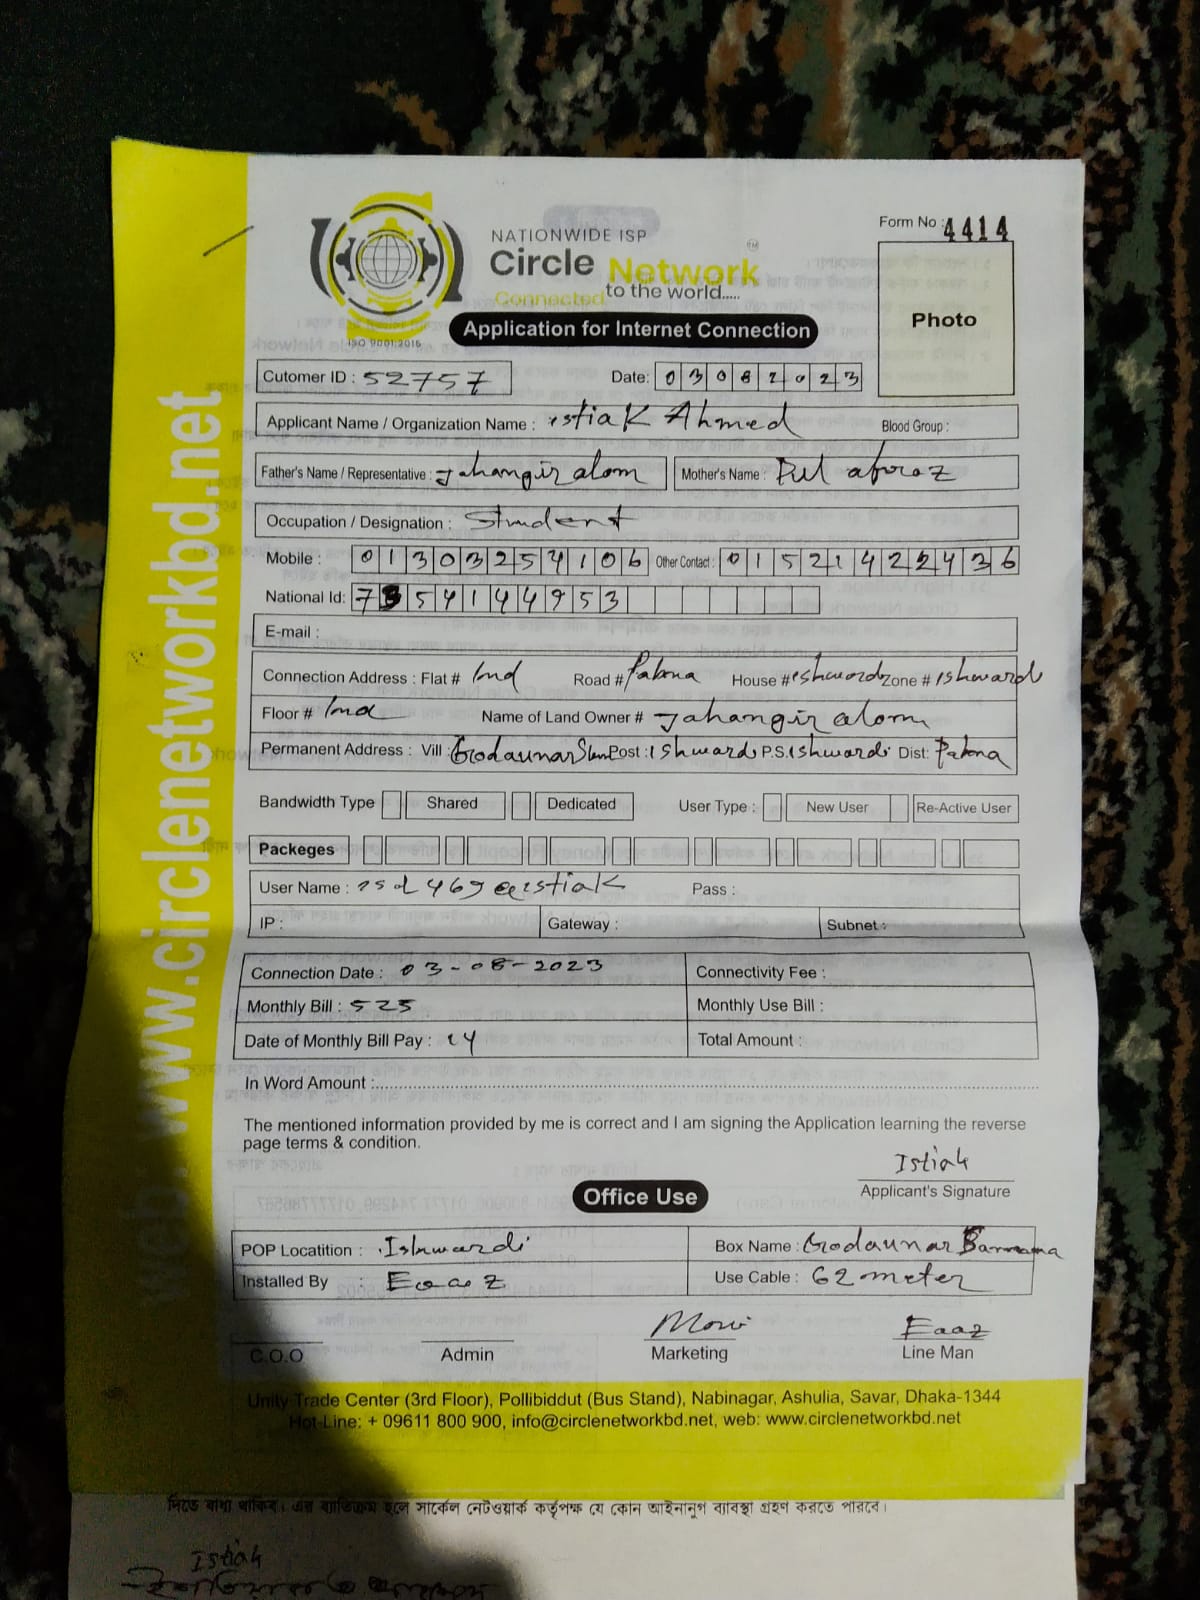 Form No : 4414
NATIONWIDE ISP
Circle Network TM
Connected to the world.....
ISO 9001:2015
Application for Internet Connection
Photo
Cutomer ID : 52757 Date: 03082023
Applicant Name / Organization Name : istiak Ahmed Blood Group :
Father's Name / Representative : Jahangir alom Mother's Name : Dul afroz
Occupation / Designation : Student
Mobile : 01303254106 Other Contact : 01521422436
National Id: 7354144953
E-mail :
Connection Address : Flat # Ind Road # Pabna House # ishwardi Zone # ishwardi
Floor # Ind Name of Land Owner # Jahangir alom
Permanent Address : Vill : Post : ishwardi P.S. ishwardi Dist: Pabna
Bandwidth Type Shared Dedicated User Type : New User Re-Active User
Packeges
User Name : isd469@istiak Pass :
IP : Gateway : Subnet :
Connection Date : 03-08-2023 Connectivity Fee :
Monthly Bill : 525 Monthly Use Bill :
Date of Monthly Bill Pay : 14 Total Amount :
In Word Amount :
The mentioned information provided by me is correct and I am signing the Application learning the reverse
page terms & condition.
Istiak
Applicant's Signature
Office Use
POP Locatition : Ishwardi Box Name : Godaunar
Installed By : Eaaz Use Cable : 62 meter
Eaaz
C.O.O Admin Marketing Line Man
Unity Trade Center (3rd Floor), Pollibiddut (Bus Stand), Nabinagar, Ashulia, Savar, Dhaka-1344
Hot-Line: + 09611 800 900, info@circlenetworkbd.net, web: www.circlenetworkbd.net
web: www.circlenetworkbd.net
দিতে বাধ্য থাকিব। এর ব্যতিক্রম হলে সার্কেল নেটওয়ার্ক কর্তৃপক্ষ যে কোন আইনানুগ ব্যবস্থা গ্রহণ করতে পারবে।
Istiak